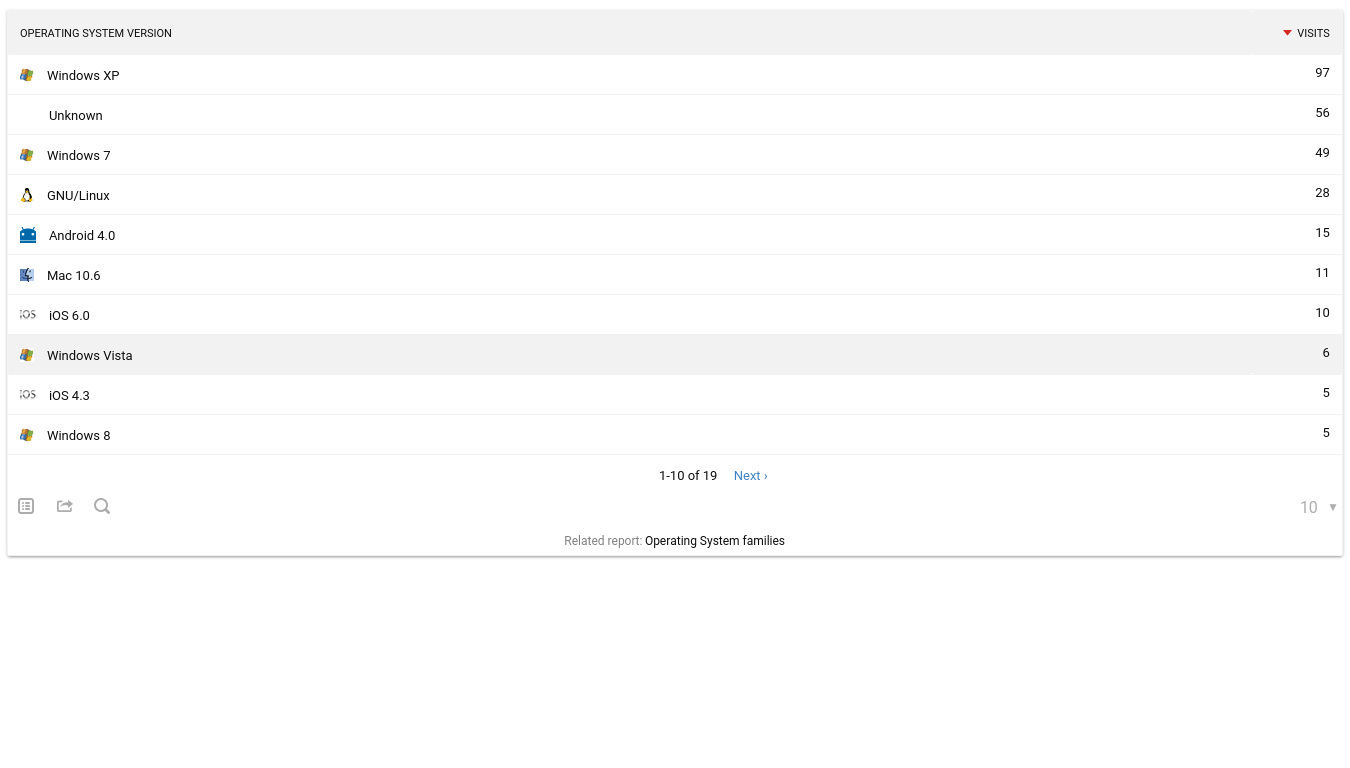 OPERATING SYSTEM VERSION VISITS
Windows XP 97
Unknown 56
Windows 7 49
GNU/Linux 28
Android 4.0 15
Mac 10.6 11
iOS iOS 6.0 10
Windows Vista 6
iOS iOS 4.3 5
Windows 8 5
1-10 of 19 Next ›
10
Related report: Operating System families